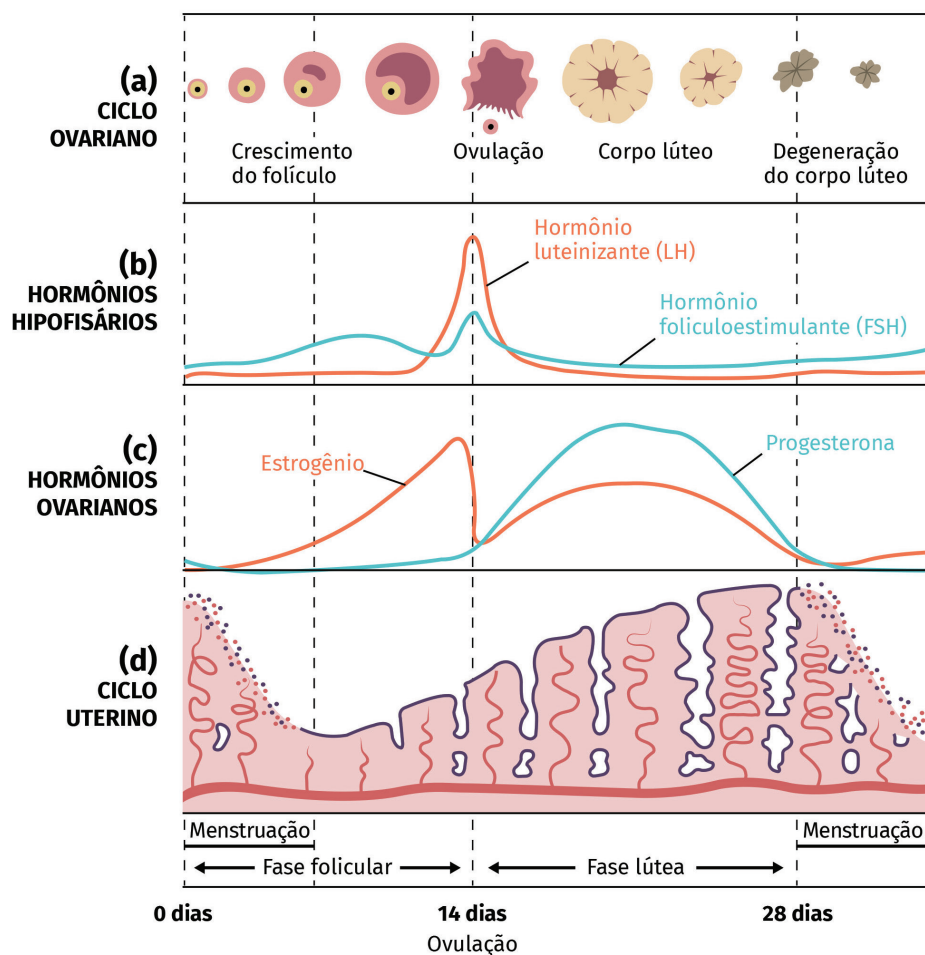 (a)
CICLO
OVARIANO
Crescimento
do folículo
Ovulação
Corpo lúteo
Degeneração
do corpo lúteo
(b)
HORMÔNIOS
HIPOFISÁRIOS
Hormônio
luteinizante (LH)
Hormônio
foliculoestimulante (FSH)
(c)
HORMÔNIOS
OVARIANOS
Estrogênio
Progesterona
(d)
CICLO
UTERINO
Menstruação
Menstruação
Fase folicular
Fase lútea
0 dias
14 dias
28 dias
Ovulação